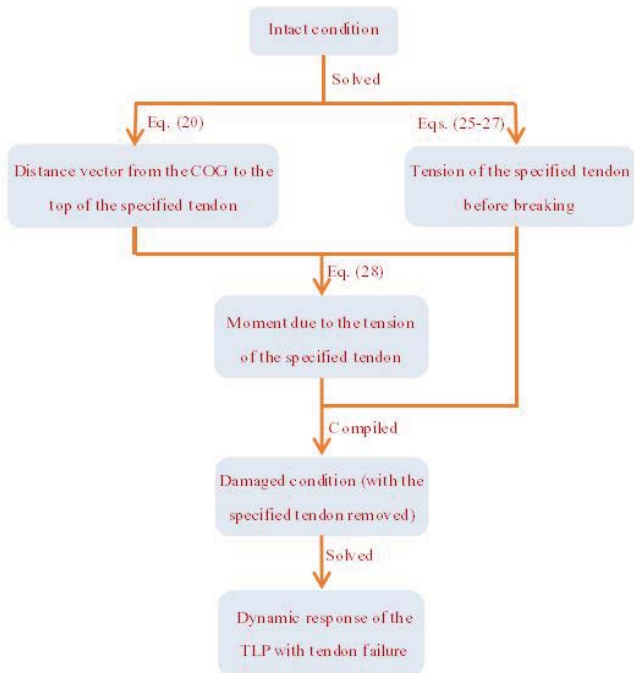 Intact condition
Solved
Eq. (20)
Eqs. (25-27)
Distance vector from the COG to the
top of the specified tendon
Tension of the specified tendon
before breaking
Eq. (28)
Moment due to the tension
of the specified tendon
Compiled
Damaged condition (with the
specified tendon removed)
Solved
Dynamic response of the
TLP with tendon failure